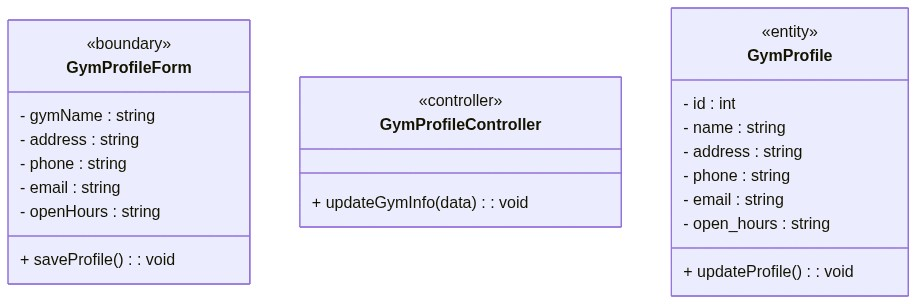 «boundary»
GymProfileForm
- gymName : string
- address : string
- phone : string
- email : string
- openHours : string
+ saveProfile() : : void
«controller»
GymProfileController
+ updateGymInfo(data) : : void
«entity»
GymProfile
- id : int
- name : string
- address : string
- phone : string
- email : string
- open_hours : string
+ updateProfile() : : void